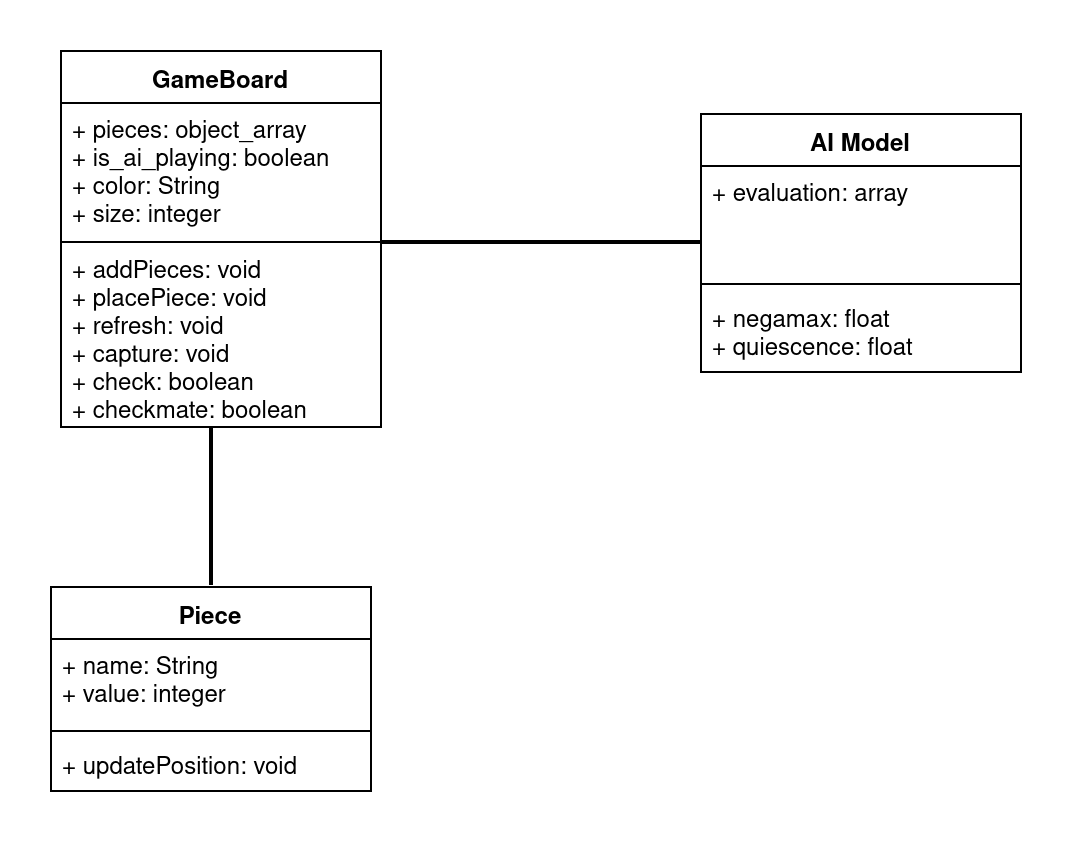 GameBoard
+ pieces: object_array
+ is_ai_playing: boolean
+ color: String
+ size: integer
+ addPieces: void
+ placePiece: void
+ refresh: void
+ capture: void
+ check: boolean
+ checkmate: boolean
AI Model
+ evaluation: array
+ negamax: float
+ quiescence: float
Piece
+ name: String
+ value: integer
+ updatePosition: void